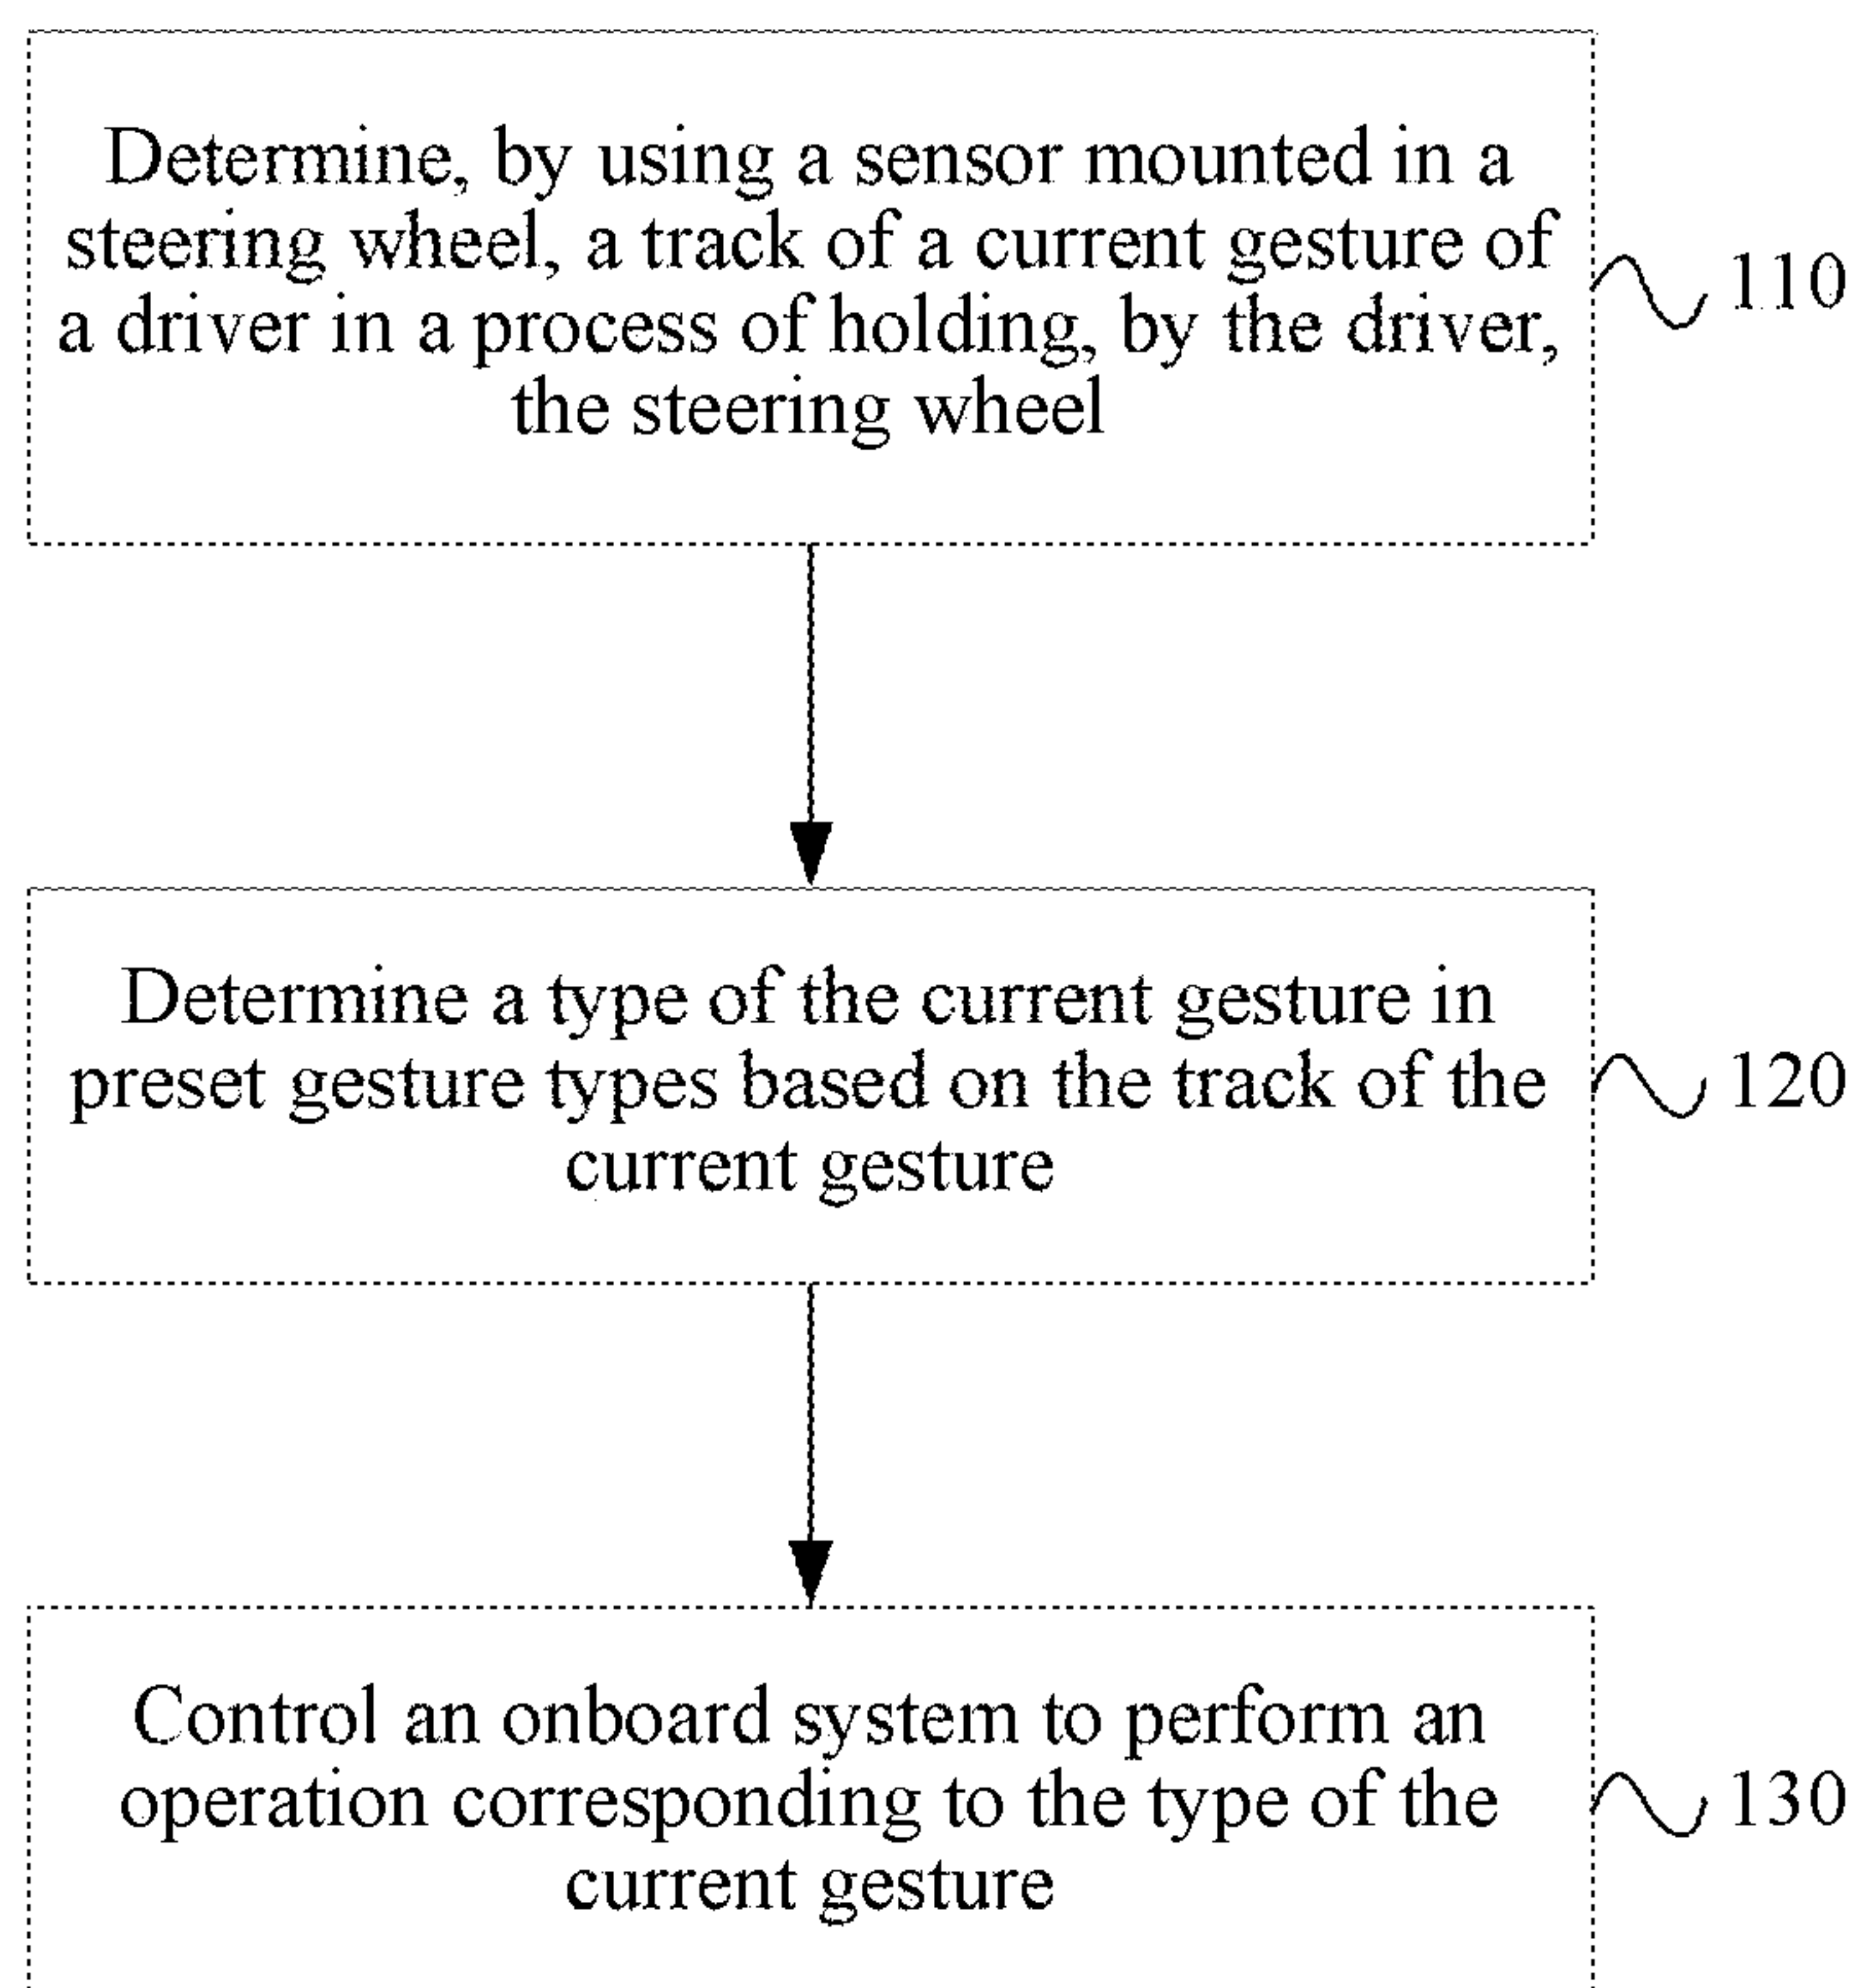 Determine, by using a sensor mounted in a
steering wheel, a track of a current gesture of
a driver in a process of holding, by the driver,
the steering wheel
110
Determine a type of the current gesture in
preset gesture types based on the track of the
current gesture
120
Control an onboard system to perform an
operation corresponding to the type of the
current gesture
130